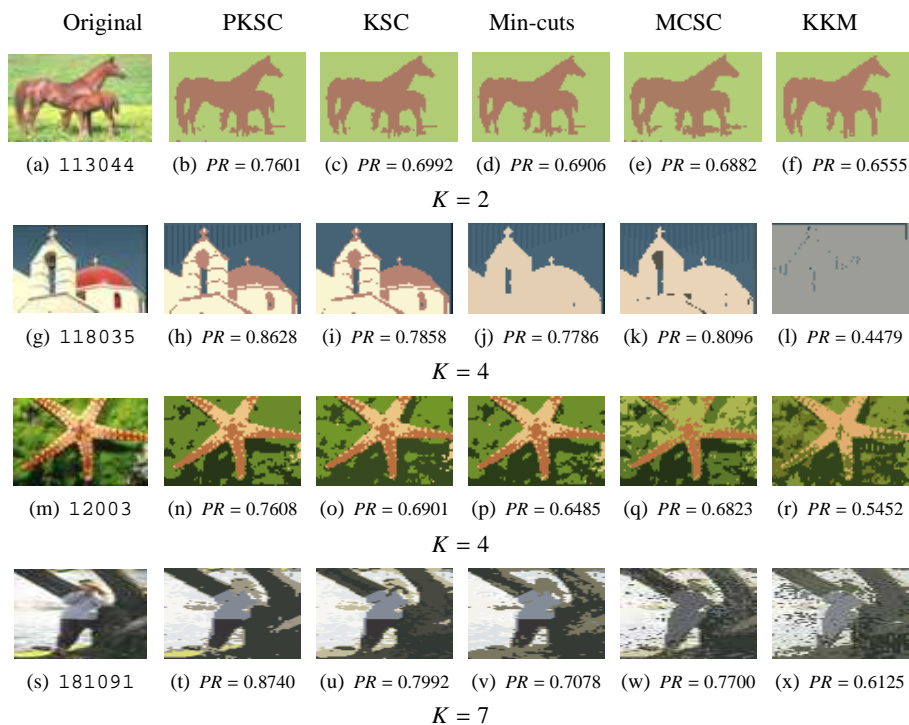 Original PKSC KSC Min-cuts MCSC KKM
(a) 113044 (b) PR = 0.7601 (c) PR = 0.6992 (d) PR = 0.6906 (e) PR = 0.6882 (f) PR = 0.6555
K = 2
(g) 118035 (h) PR = 0.8628 (i) PR = 0.7858 (j) PR = 0.7786 (k) PR = 0.8096 (l) PR = 0.4479
K = 4
(m) 12003 (n) PR = 0.7608 (o) PR = 0.6901 (p) PR = 0.6485 (q) PR = 0.6823 (r) PR = 0.5452
K = 4
(s) 181091 (t) PR = 0.8740 (u) PR = 0.7992 (v) PR = 0.7078 (w) PR = 0.7700 (x) PR = 0.6125
K = 7